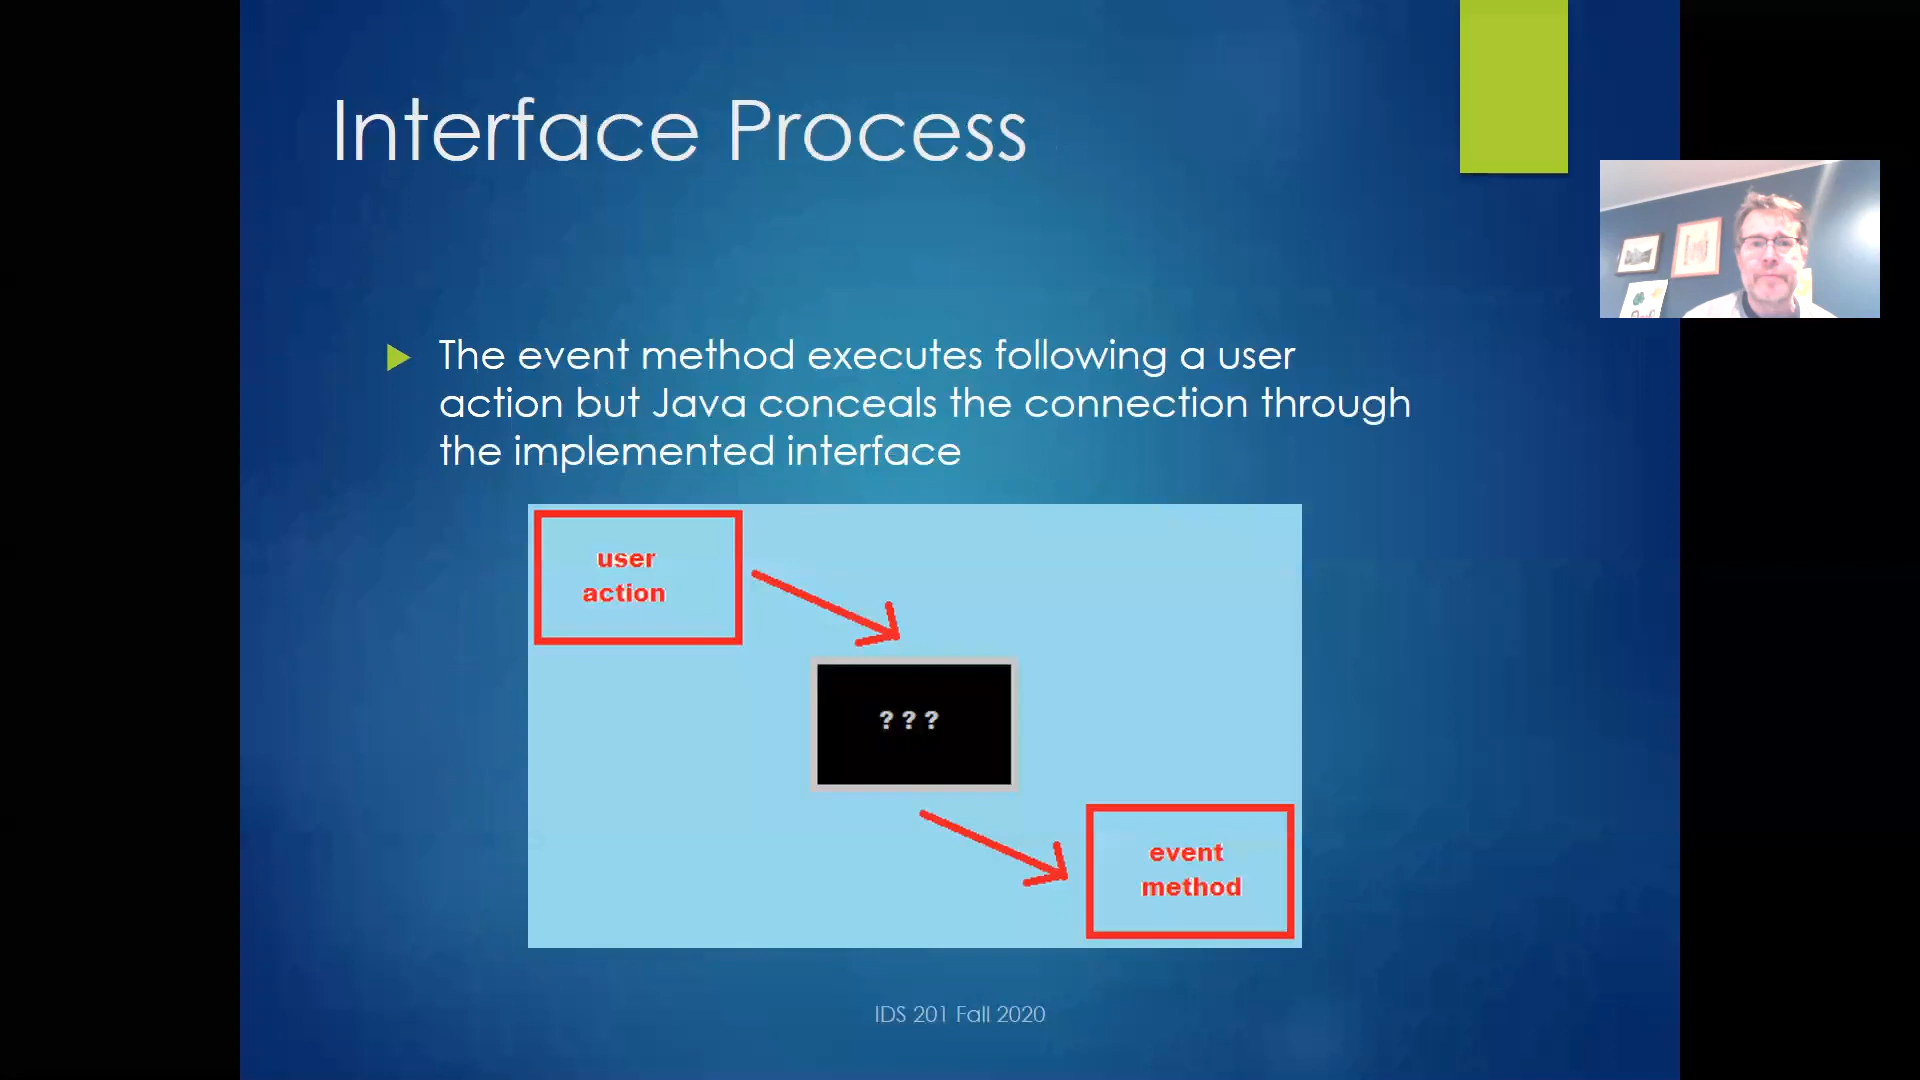 Interface Process
The event method executes following a user
action but Java conceals the connection through
the implemented interface
user
action
? ? ?
event
method
IDS 201 Fall 2020